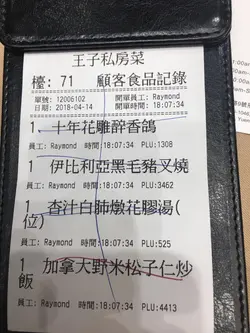 王子私房菜
檯: 71 顧客食品記錄
單號: 12006102 開單員工: Raymond
日期: 2018-04-14 開單時間: 18:07:34
1 十年花雕醉香鴿
員工: Raymond 時間:18:07:34 PLU:1308
1 伊比利亞黑毛豬叉燒
員工: Raymond 時間:18:07:34 PLU:3462
1 杏汁白肺燉花膠湯(
位)
員工: Raymond 時間:18:07:34 PLU:525
1 加拿大野米松子仁炒
飯
員工: Raymond 時間:18:07:34 PLU:4413